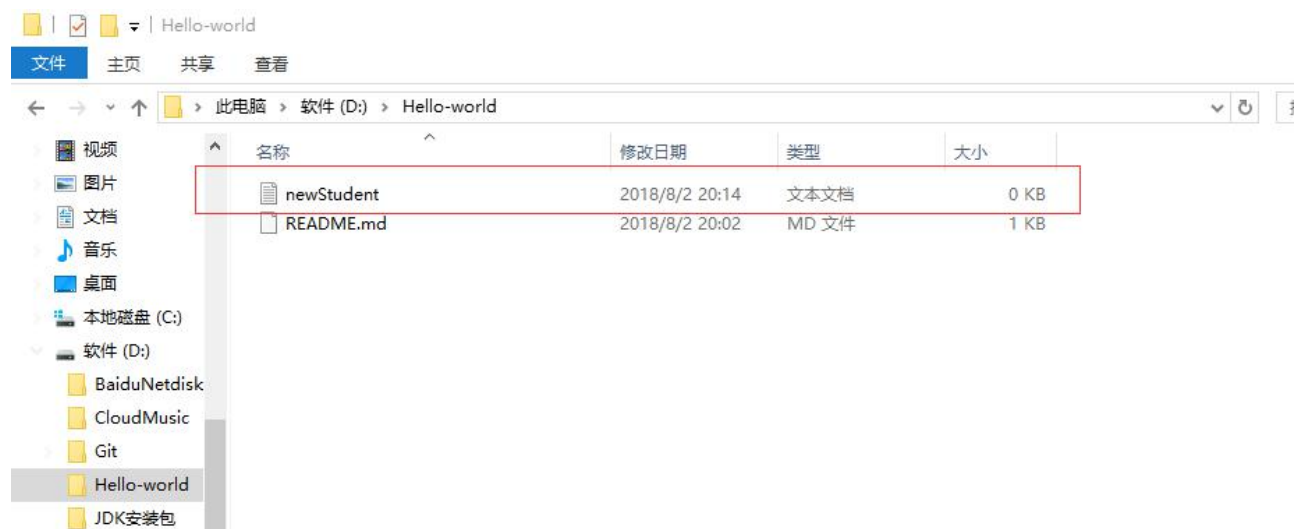 Hello-world
文件 主页 共享 查看
此电脑 › 软件 (D:) › Hello-world
名称 修改日期 类型 大小
视频
图片
文档
音乐
桌面
本地磁盘 (C:)
软件 (D:)
BaiduNetdisk
CloudMusic
Git
Hello-world
JDK安装包
newStudent 2018/8/2 20:14 文本文档 0 KB
README.md 2018/8/2 20:02 MD 文件 1 KB